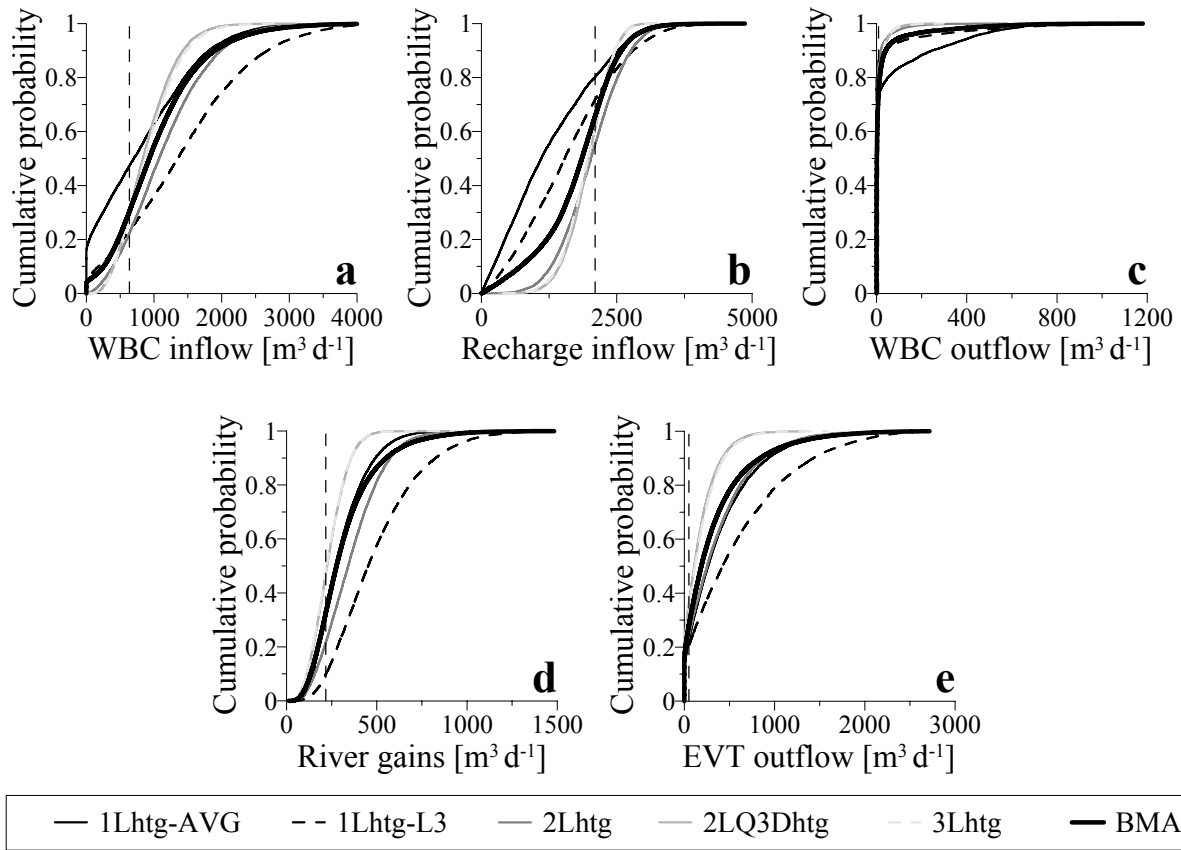 Cumulative probability
1
0.8
0.6
0.4
0.2
0
0 1000 2000 3000 4000
WBC inflow [m³ d⁻¹]
a
Cumulative probability
1
0.8
0.6
0.4
0.2
0
0 2500 5000
Recharge inflow [m³ d⁻¹]
b
Cumulative probability
1
0.8
0.6
0.4
0.2
0
0 400 800 1200
WBC outflow [m³ d⁻¹]
c
Cumulative probability
1
0.8
0.6
0.4
0.2
0
0 500 1000 1500
River gains [m³ d⁻¹]
d
Cumulative probability
1
0.8
0.6
0.4
0.2
0
0 1000 2000 3000
EVT outflow [m³ d⁻¹]
e
1Lhtg-AVG 1Lhtg-L3 2Lhtg 2LQ3Dhtg 3Lhtg BMA